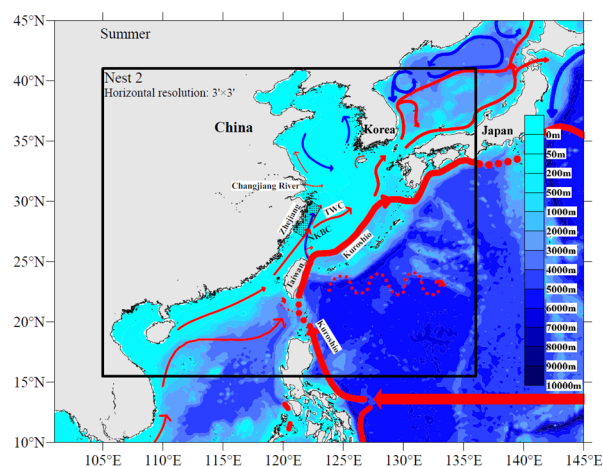 Summer
45°N
40°N
35°N
30°N
25°N
20°N
15°N
10°N
Nest 2
Horizontal resolution: 3'×3'
China
Korea
Japan
Changjiang River
Zhejiang
TWC
NKBC
Kuroshio
Taiwan
Kuroshio
0m
50m
200m
500m
1000m
2000m
3000m
4000m
5000m
6000m
7000m
8000m
9000m
10000m
105°E
110°E
115°E
120°E
125°E
130°E
135°E
140°E
145°E